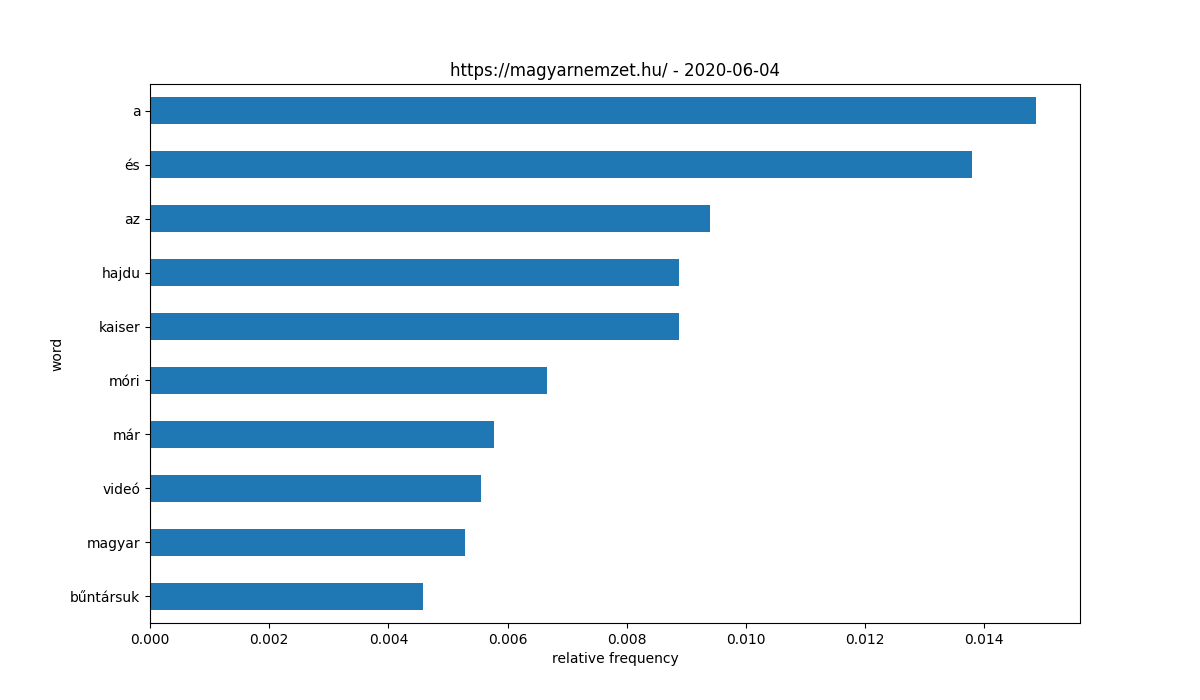 https://magyarnemzet.hu/ - 2020-06-04
a
és
az
hajdu
kaiser
móri
már
videó
magyar
bűntársuk
word
0.000 0.002 0.004 0.006 0.008 0.010 0.012 0.014
relative frequency